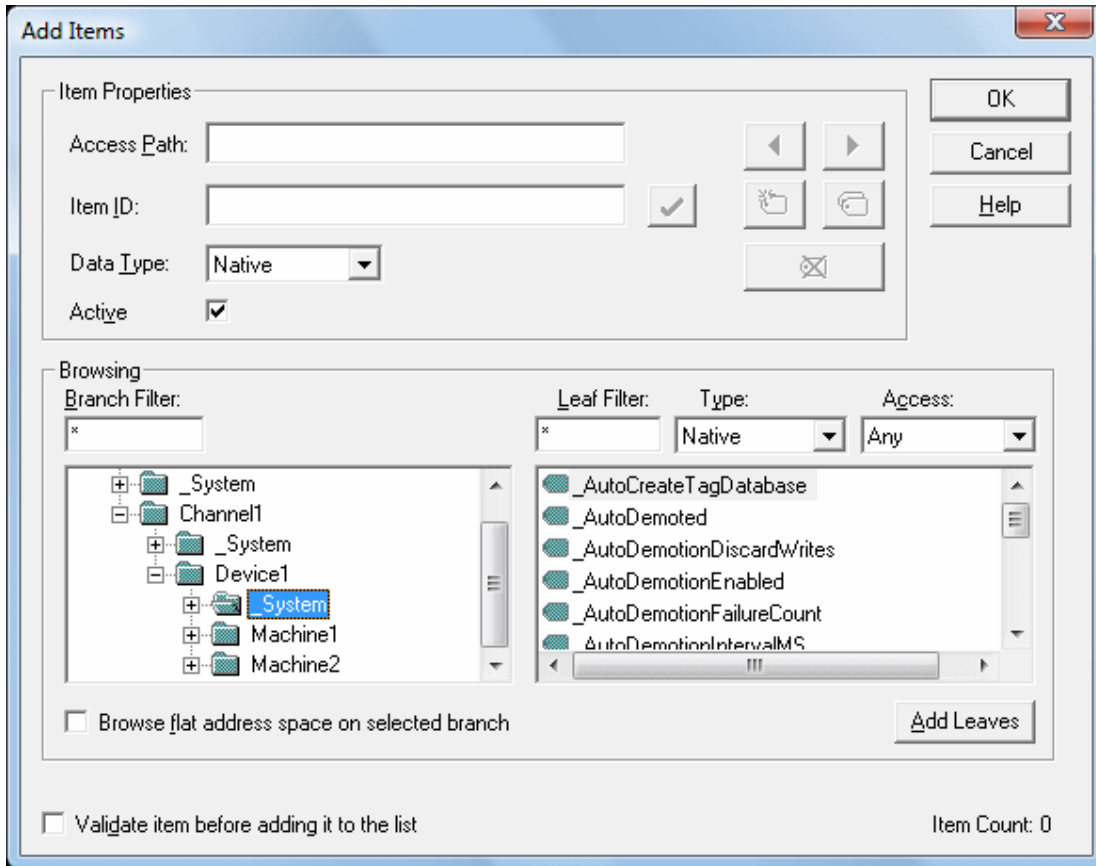 Add Items
Item Properties
OK
Access Path:
Cancel
Item ID:
Help
Data Type: Native
Active
Browsing
Branch Filter: Leaf Filter: Type: Access:
* * Native Any
_System
Channel1
_System
Device1
_System
Machine1
Machine2
_AutoCreateTagDatabase
_AutoDemoted
_AutoDemotionDiscardWrites
_AutoDemotionEnabled
_AutoDemotionFailureCount
_AutoDemotionIntervalMS
Browse flat address space on selected branch
Add Leaves
Validate item before adding it to the list
Item Count: 0